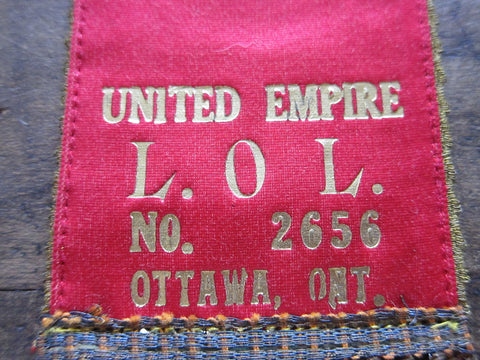 UNITED EMPIRE
L. O L.
NO. 2656
OTTAWA, ONT.